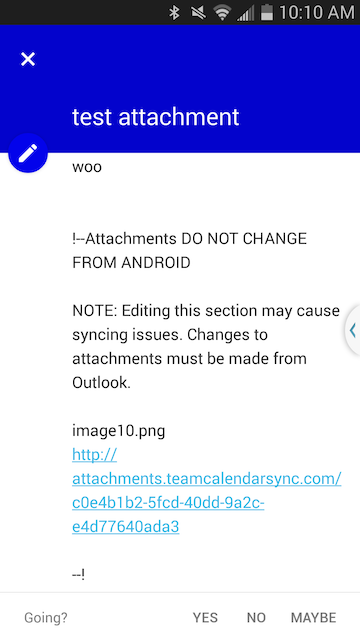 10:10 AM
test attachment
woo
!--Attachments DO NOT CHANGE
FROM ANDROID
NOTE: Editing this section may cause
syncing issues. Changes to
attachments must be made from
Outlook.
image10.png
http://
attachments.teamcalendarsync.com/
c0e4b1b2-5fcd-40dd-9a2c-
e4d77640ada3
--!
Going? YES NO MAYBE